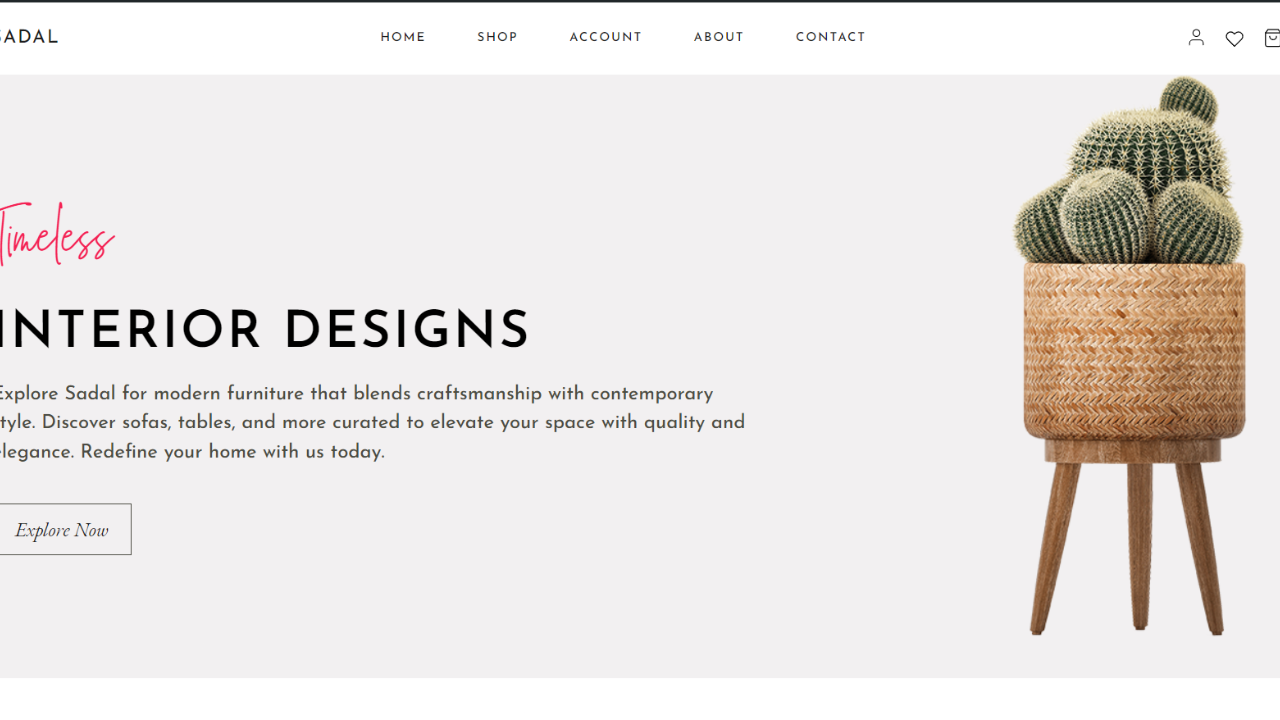 SADAL
HOME SHOP ACCOUNT ABOUT CONTACT
Timeless
INTERIOR DESIGNS
Explore Sadal for modern furniture that blends craftsmanship with contemporary
style. Discover sofas, tables, and more curated to elevate your space with quality and
elegance. Redefine your home with us today.
Explore Now